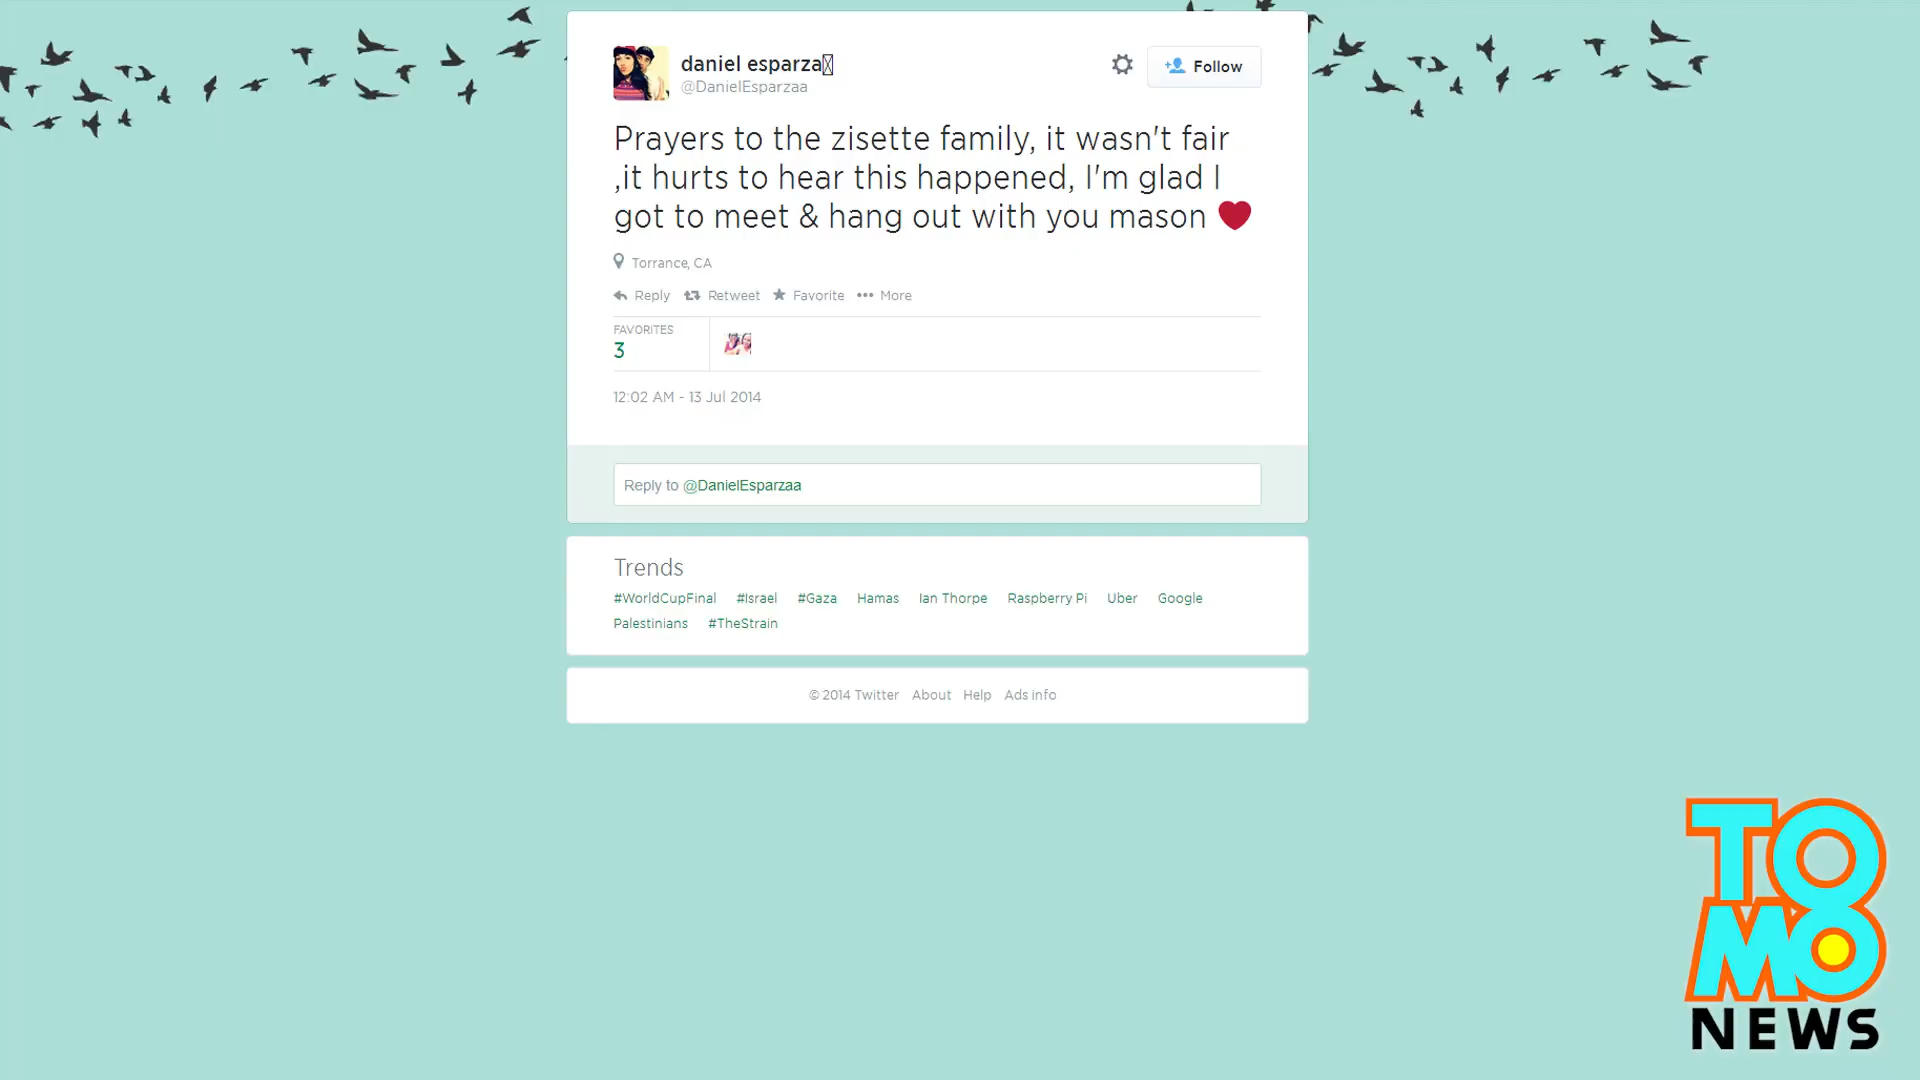 daniel esparza
@DanielEsparzaa
Follow
Prayers to the zisette family, it wasn't fair
,it hurts to hear this happened, I'm glad I
got to meet & hang out with you mason ❤
Torrance, CA
Reply Retweet Favorite More
FAVORITES
3
12:02 AM - 13 Jul 2014
Reply to @DanielEsparzaa
Trends
#WorldCupFinal #Israel #Gaza Hamas Ian Thorpe Raspberry Pi Uber Google
Palestinians #TheStrain
© 2014 Twitter About Help Ads info
TOMO
NEWS